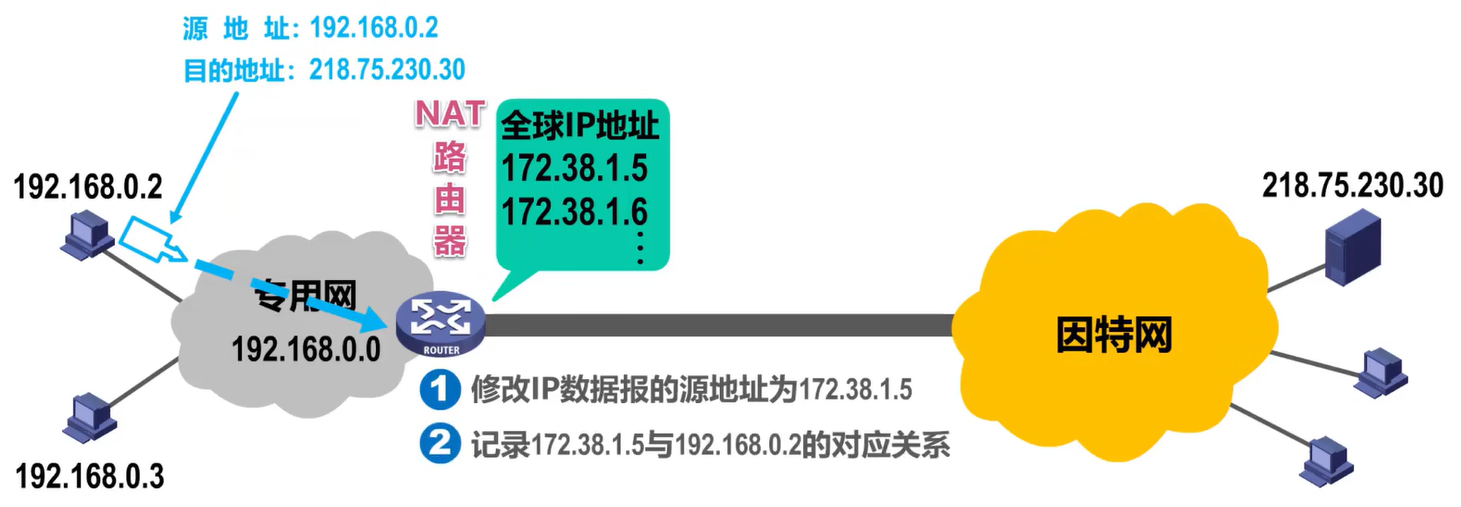 源 地 址：192.168.0.2
目的地址：218.75.230.30
NAT
路
由
器
全球IP地址
172.38.1.5
172.38.1.6
⋮
192.168.0.2
218.75.230.30
专用网
192.168.0.0
ROUTER
因特网
1 修改IP数据报的源地址为172.38.1.5
2 记录172.38.1.5与192.168.0.2的对应关系
192.168.0.3